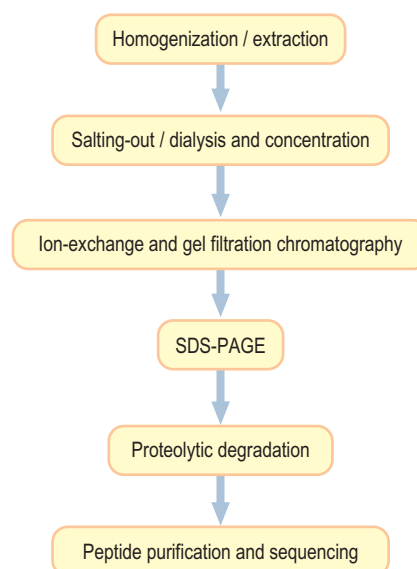 Homogenization / extraction
Salting-out / dialysis and concentration
Ion-exchange and gel filtration chromatography
SDS-PAGE
Proteolytic degradation
Peptide purification and sequencing